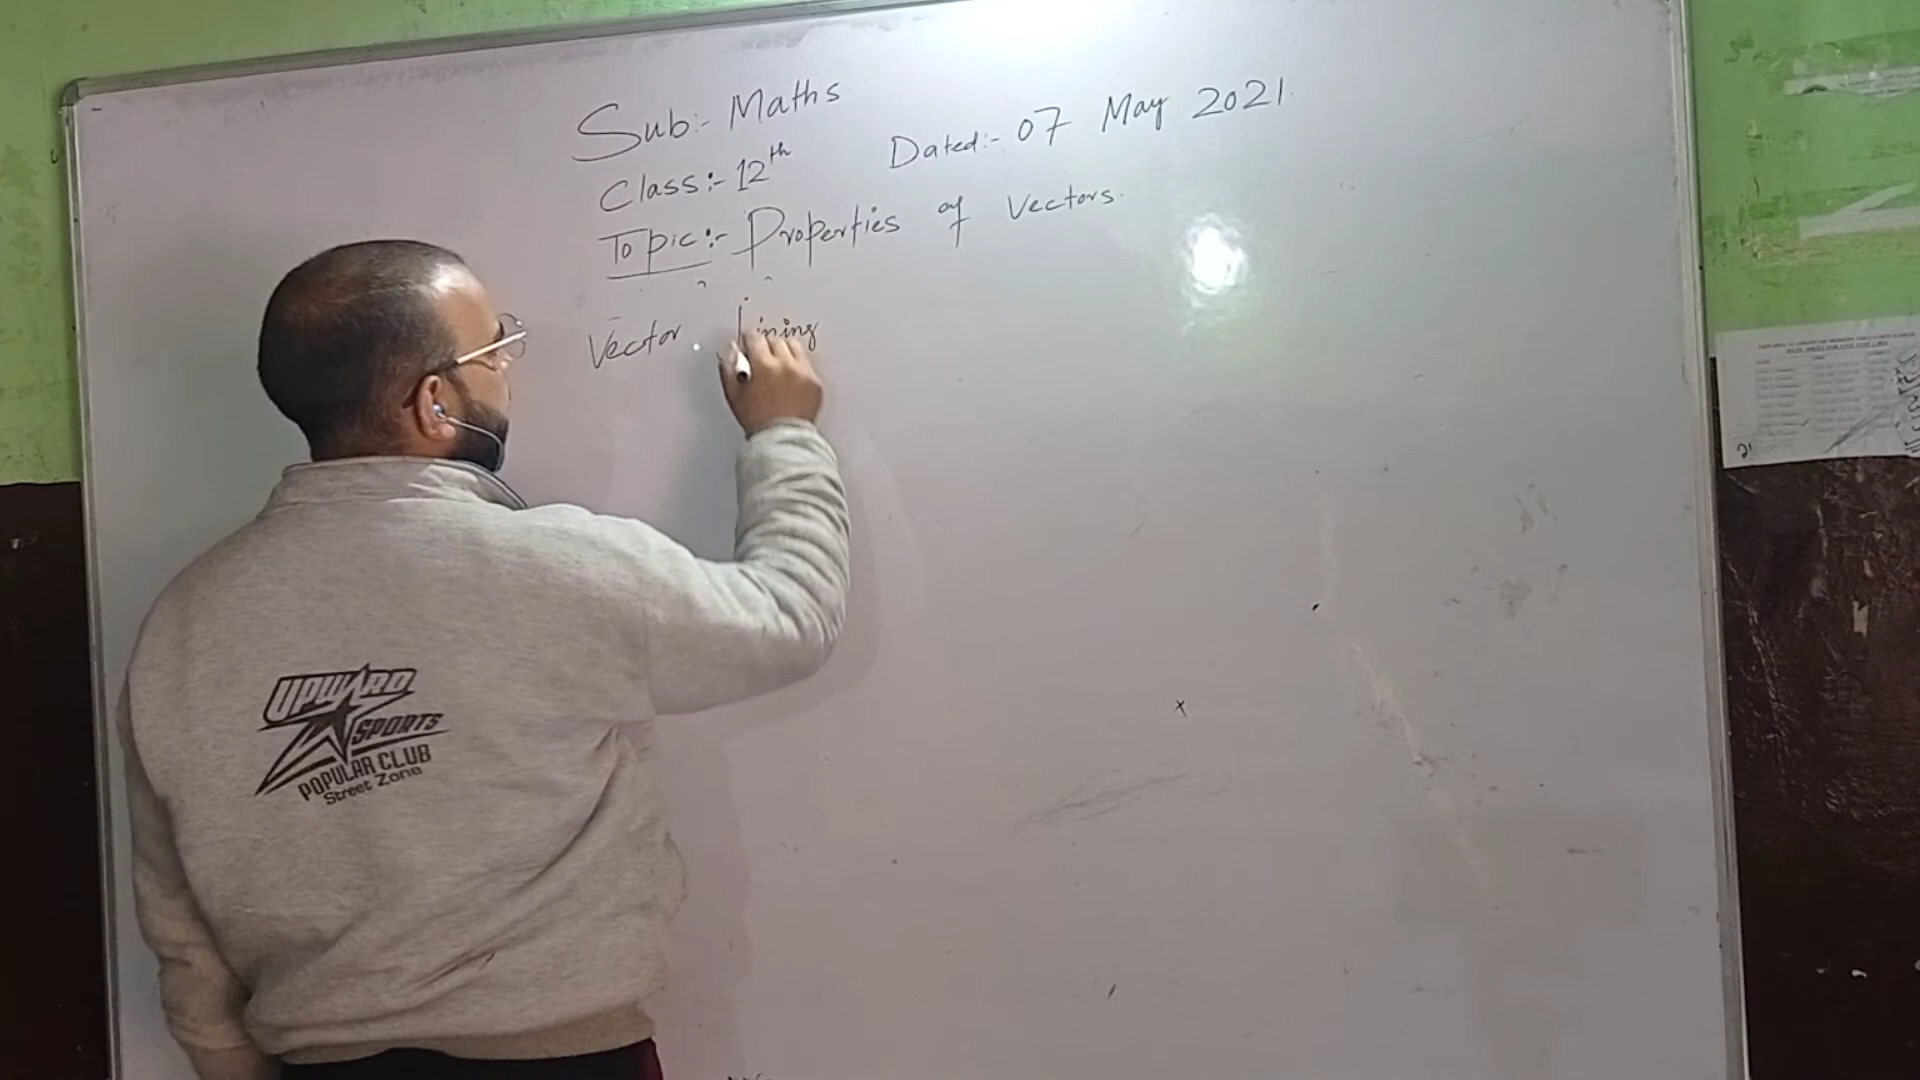 Sub:- Maths
Class:- 12th Dated:- 07 May 2021.
Topic:- Properties of Vectors.
Vector. Joining
UPWARD
SPORTS
POPULAR CLUB
Street Zone